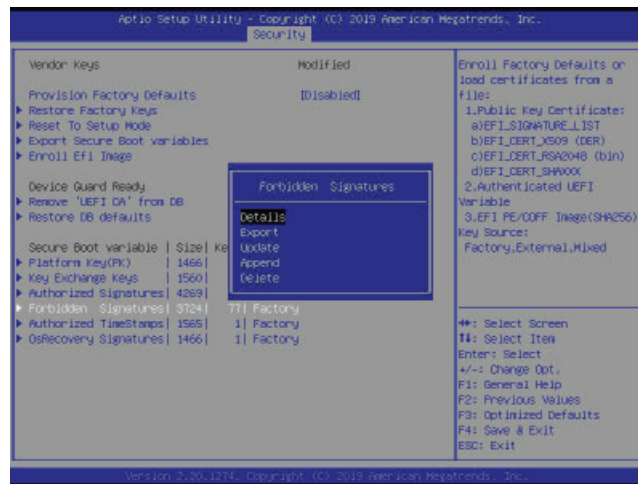 Aptio Setup Utility - Copyright (C) 2019 American Megatrends, Inc.
Security
Vendor Keys Modified
Provision Factory Defaults [Disabled]
Restore Factory Keys
Reset To Setup Mode
Export Secure Boot variables
Enroll Efi Image
Device Guard Ready
Remove 'UEFI CA' from DB
Restore DB defaults
Secure Boot variable | Size| Ke
Platform Key(PK) | 1466|
Key Exchange Keys | 1560|
Authorized Signatures| 4269|
Forbidden Signatures| 3724| 77| Factory
Authorized TimeStamps| 1565| 1| Factory
OsRecovery Signatures| 1466| 1| Factory
Forbidden Signatures
Details
Export
Update
Append
Delete
Enroll Factory Defaults or
load certificates from a
file:
1.Public Key Certificate:
a)EFI_SIGNATURE_LIST
b)EFI_CERT_X509 (DER)
c)EFI_CERT_RSA2048 (bin)
d)EFI_CERT_SHAXXX
2.Authenticated UEFI
Variable
3.EFI PE/COFF Image(SHA256)
Key Source:
Factory,External,Mixed
→←: Select Screen
↑↓: Select Item
Enter: Select
+/-: Change Opt.
F1: General Help
F2: Previous Values
F3: Optimized Defaults
F4: Save & Exit
ESC: Exit
Version 2.20.1274. Copyright (C) 2019 American Megatrends, Inc.